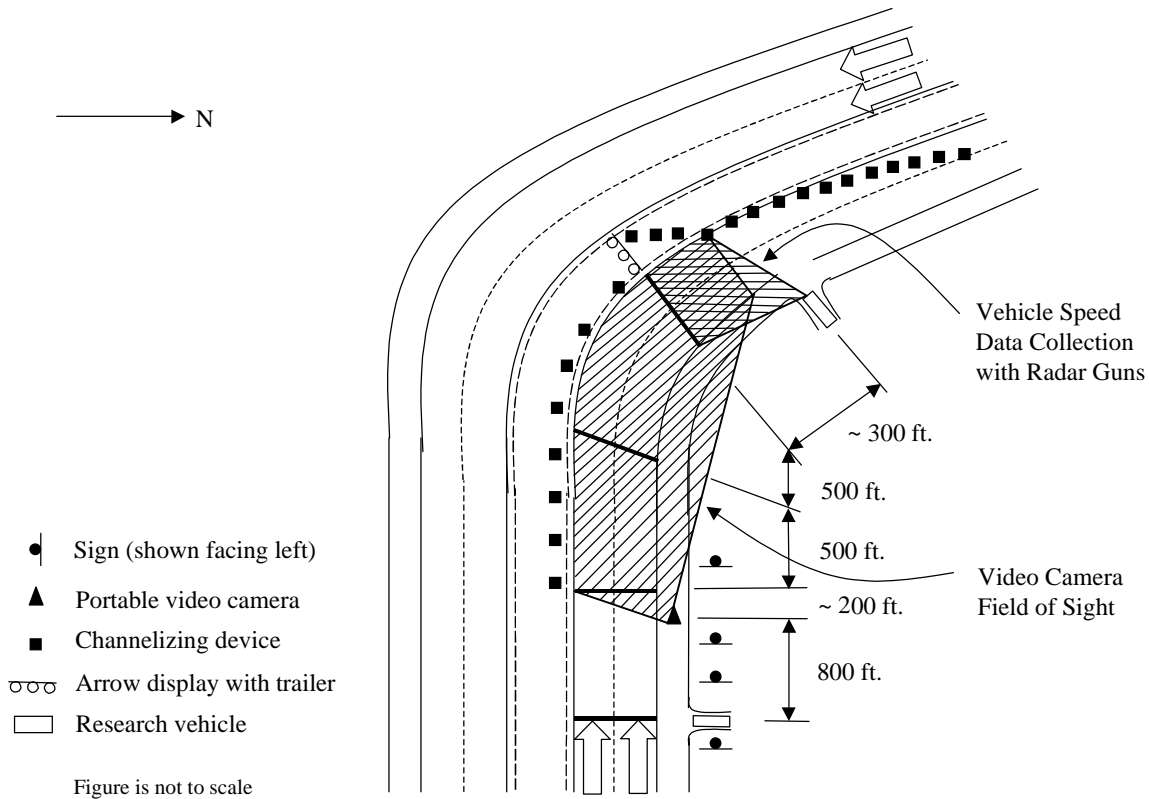 N
Vehicle Speed
Data Collection
with Radar Guns
~ 300 ft.
500 ft.
500 ft.
~ 200 ft.
800 ft.
Video Camera
Field of Sight
Sign (shown facing left)
Portable video camera
Channelizing device
Arrow display with trailer
Research vehicle
Figure is not to scale